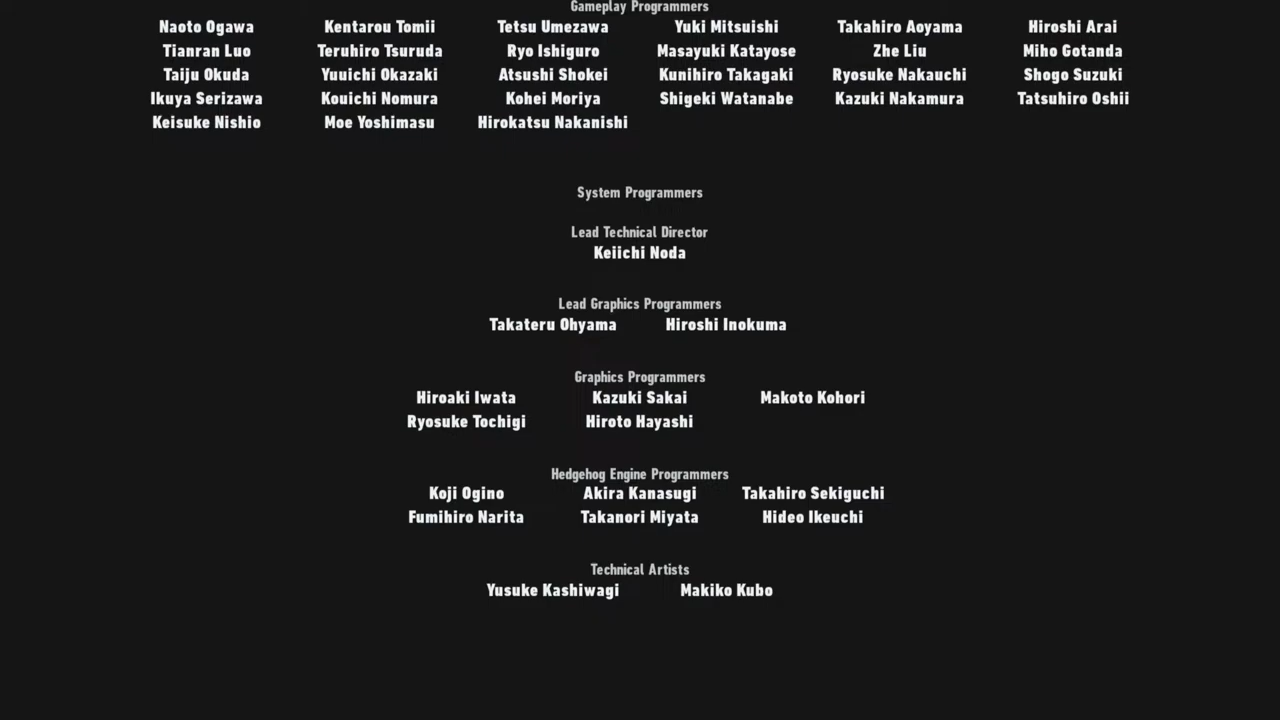 Gameplay Programmers
Naoto Ogawa Kentarou Tomii Tetsu Umezawa Yuki Mitsuishi Takahiro Aoyama Hiroshi Arai
Tianran Luo Teruhiro Tsuruda Ryo Ishiguro Masayuki Katayose Zhe Liu Miho Gotanda
Taiju Okuda Yuuichi Okazaki Atsushi Shokei Kunihiro Takagaki Ryosuke Nakauchi Shogo Suzuki
Ikuya Serizawa Kouichi Nomura Kohei Moriya Shigeki Watanabe Kazuki Nakamura Tatsuhiro Oshii
Keisuke Nishio Moe Yoshimasu Hirokatsu Nakanishi
System Programmers
Lead Technical Director
Keiichi Noda
Lead Graphics Programmers
Takateru Ohyama Hiroshi Inokuma
Graphics Programmers
Hiroaki Iwata Kazuki Sakai Makoto Kohori
Ryosuke Tochigi Hiroto Hayashi
Hedgehog Engine Programmers
Koji Ogino Akira Kanasugi Takahiro Sekiguchi
Fumihiro Narita Takanori Miyata Hideo Ikeuchi
Technical Artists
Yusuke Kashiwagi Makiko Kubo